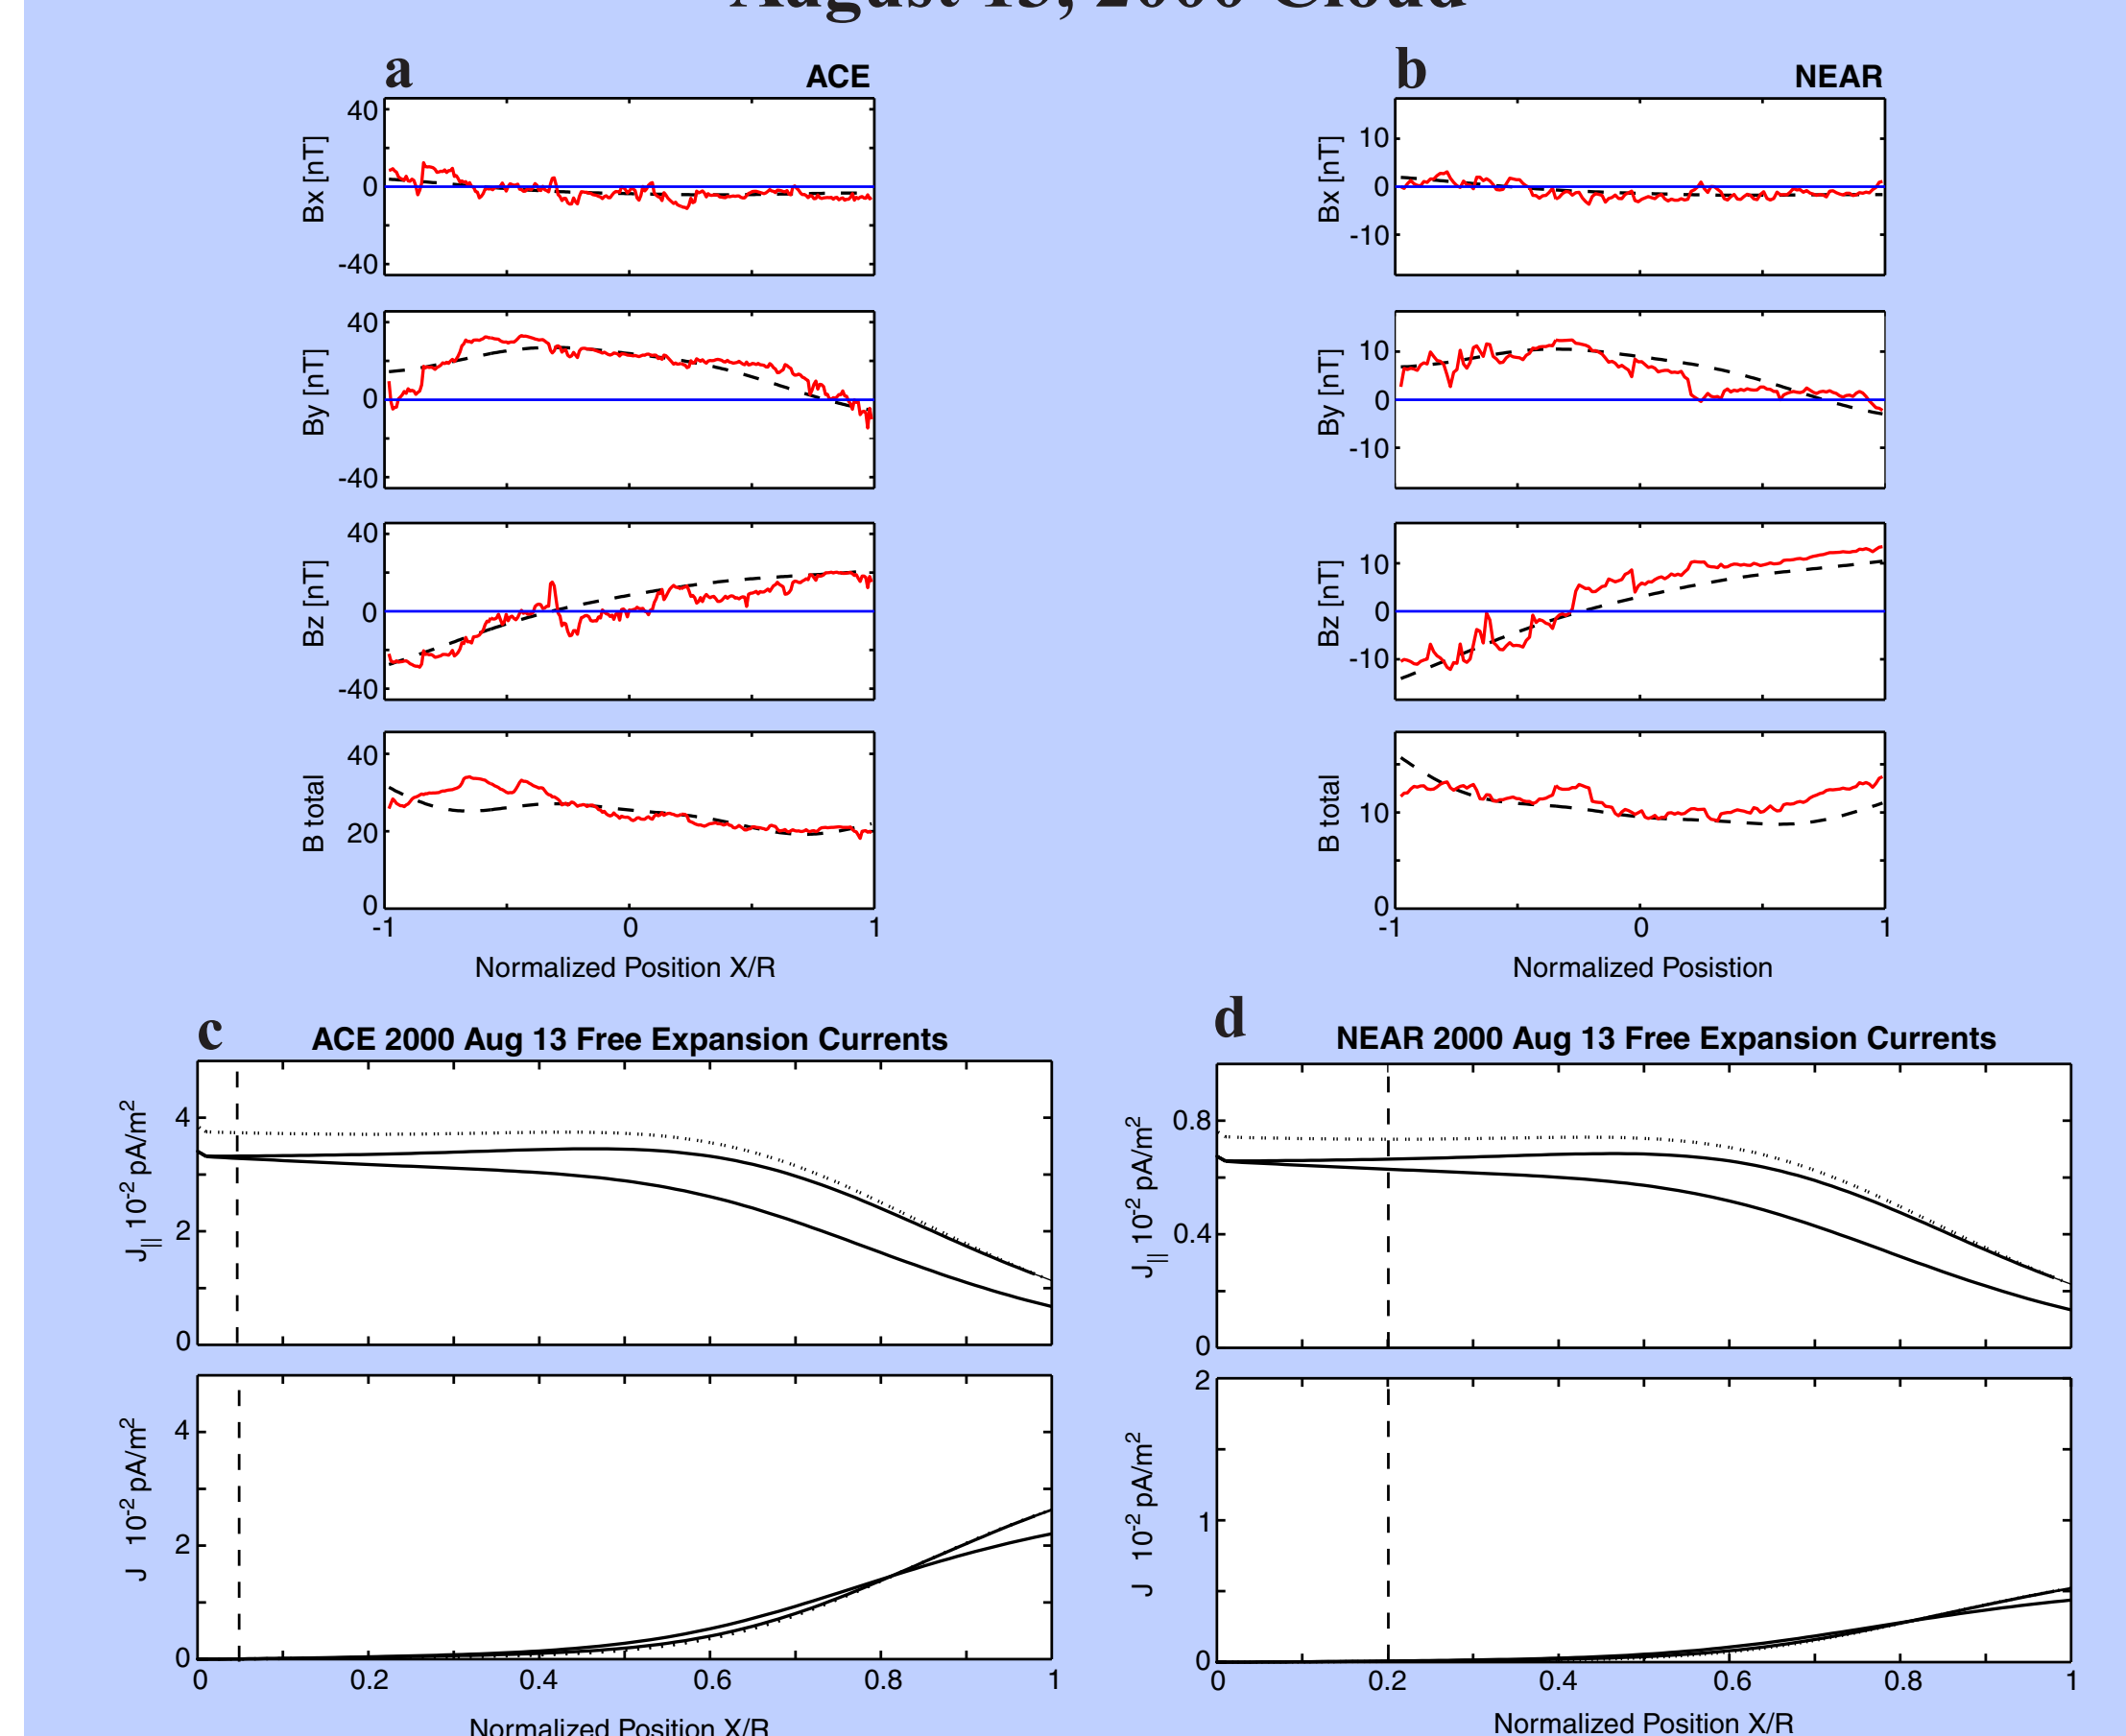 August 13, 2000 Cloud
a
ACE
Bx [nT]
40
0
-40
By [nT]
40
0
-40
Bz [nT]
40
0
-40
B total
40
20
0
-1
0
1
Normalized Position X/R
b
NEAR
Bx [nT]
10
0
-10
By [nT]
10
0
-10
Bz [nT]
10
0
-10
B total
10
0
-1
0
1
Normalized Posistion
c
ACE 2000 Aug 13 Free Expansion Currents
J|| 10-2 pA/m2
4
2
0
J 10-2 pA/m2
4
2
0
0
0.2
0.4
0.6
0.8
1
Normalized Position X/R
d
NEAR 2000 Aug 13 Free Expansion Currents
J|| 10-2 pA/m2
0.8
0.4
0
J 10-2 pA/m2
2
1
0
0
0.2
0.4
0.6
0.8
1
Normalized Position X/R